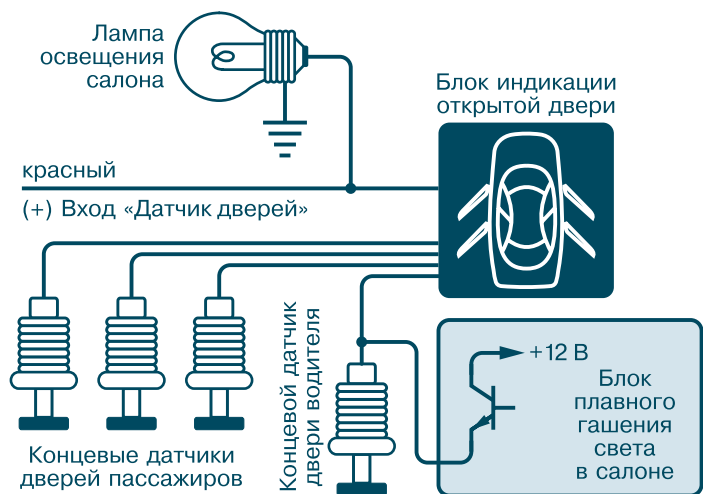 Лампа
освещения
салона
Блок индикации
открытой двери
красный
(+) Вход «Датчик дверей»
Концевой датчик
двери водителя
+12 В
Блок
плавного
гашения
света
в салоне
Концевые датчики
дверей пассажиров